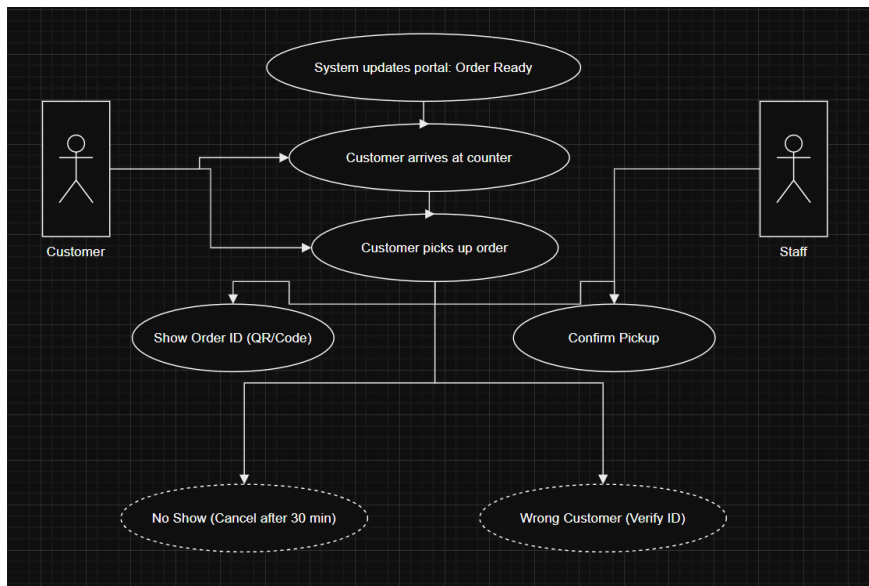 System updates portal: Order Ready
Customer arrives at counter
Customer
Customer picks up order
Staff
Show Order ID (QR/Code)
Confirm Pickup
No Show (Cancel after 30 min)
Wrong Customer (Verify ID)